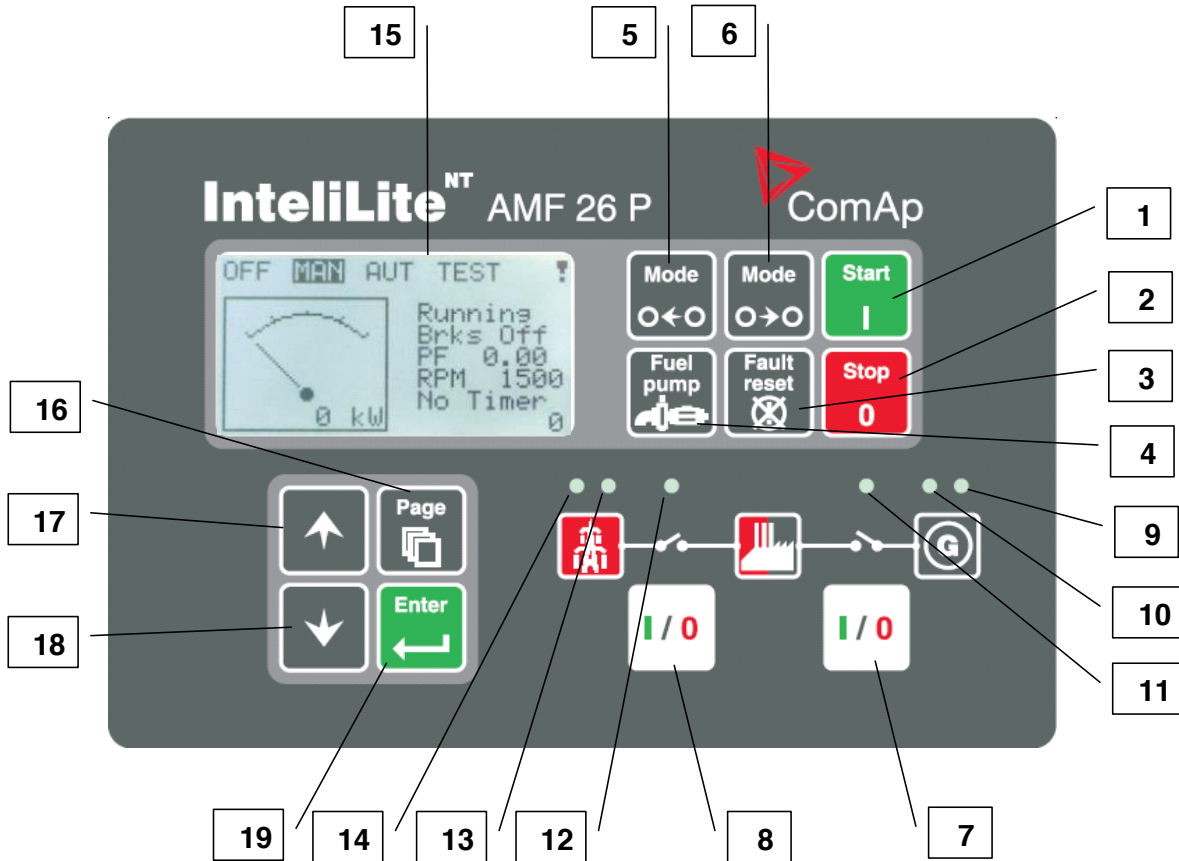 15
5
6
InteliLite NT AMF 26 P
ComAp
1
OFF MAN AUT TEST !
Running
Brks Off
PF 0.00
RPM 1500
No Timer
0 kW 0
Mode
Mode
Start
I
2
Fuel pump
Fault reset
Stop
0
3
4
16
17
Page
9
Enter
18
10
I / 0
I / 0
11
19
14
13
12
8
7